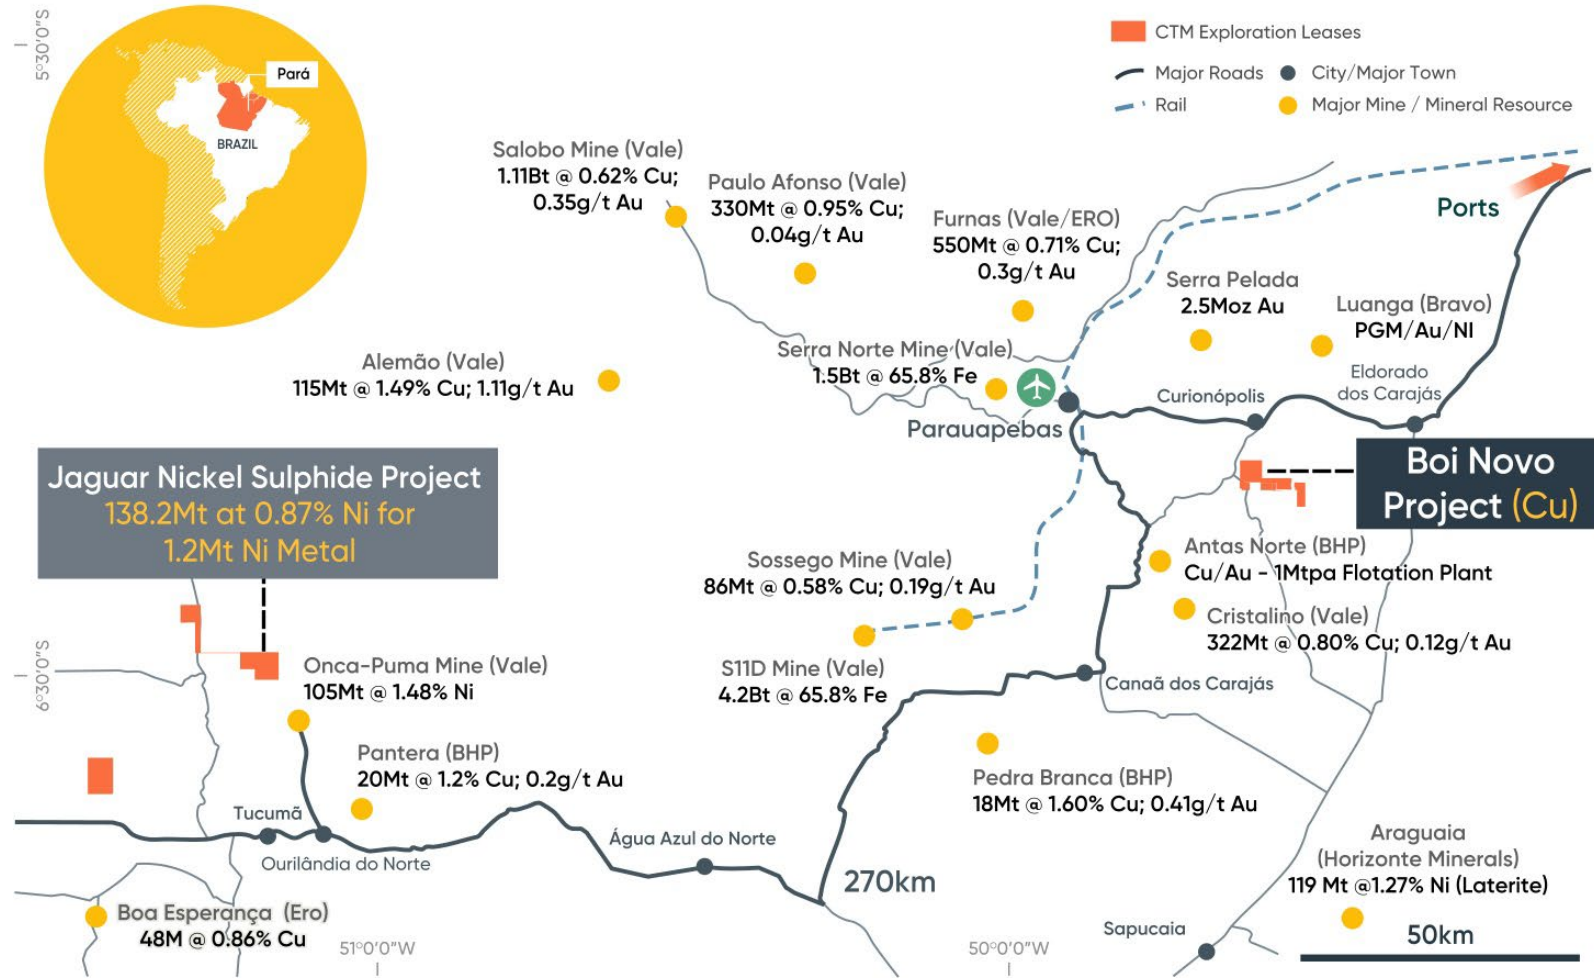 5°30'0"S
Pará
BRAZIL
CTM Exploration Leases
Major Roads
City/Major Town
Rail
Major Mine / Mineral Resource
Ports
Salobo Mine (Vale)
1.11Bt @ 0.62% Cu;
0.35g/t Au
Paulo Afonso (Vale)
330Mt @ 0.95% Cu;
0.04g/t Au
Furnas (Vale/ERO)
550Mt @ 0.71% Cu;
0.3g/t Au
Serra Pelada
2.5Moz Au
Luanga (Bravo)
PGM/Au/NI
Alemão (Vale)
115Mt @ 1.49% Cu; 1.11g/t Au
Serra Norte Mine (Vale)
1.5Bt @ 65.8% Fe
Parauapebas
Curionópolis
Eldorado
dos Carajás
Jaguar Nickel Sulphide Project
138.2Mt at 0.87% Ni for
1.2Mt Ni Metal
Boi Novo
Project (Cu)
Sossego Mine (Vale)
86Mt @ 0.58% Cu; 0.19g/t Au
Antas Norte (BHP)
Cu/Au - 1Mtpa Flotation Plant
Cristalino (Vale)
322Mt @ 0.80% Cu; 0.12g/t Au
6°30'0"S
Onca-Puma Mine (Vale)
105Mt @ 1.48% Ni
S11D Mine (Vale)
4.2Bt @ 65.8% Fe
Canaã dos Carajás
Pantera (BHP)
20Mt @ 1.2% Cu; 0.2g/t Au
Pedra Branca (BHP)
18Mt @ 1.60% Cu; 0.41g/t Au
Tucumã
Ourilândia do Norte
Água Azul do Norte
270km
Araguaia
(Horizonte Minerals)
119 Mt @1.27% Ni (Laterite)
Boa Esperança (Ero)
48M @ 0.86% Cu
51°0'0"W
50°0'0"W
Sapucaia
50km